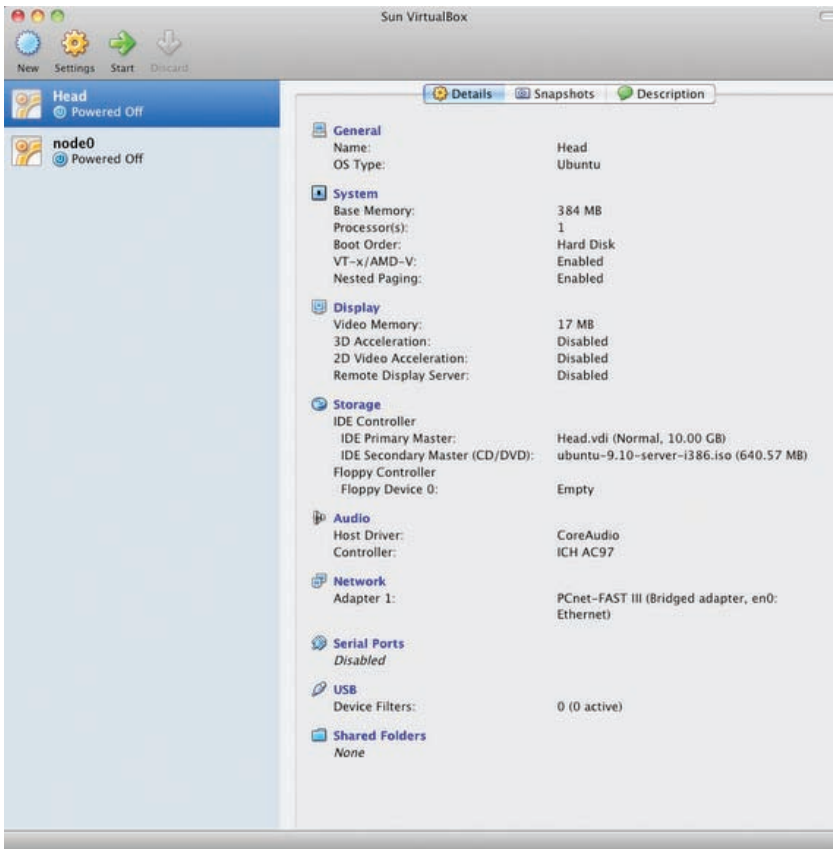 Sun VirtualBox
New Settings Start Discard
Head
Powered Off
node0
Powered Off
Details Snapshots Description
General
Name: Head
OS Type: Ubuntu
System
Base Memory: 384 MB
Processor(s): 1
Boot Order: Hard Disk
VT-x/AMD-V: Enabled
Nested Paging: Enabled
Display
Video Memory: 17 MB
3D Acceleration: Disabled
2D Video Acceleration: Disabled
Remote Display Server: Disabled
Storage
IDE Controller
IDE Primary Master: Head.vdi (Normal, 10.00 GB)
IDE Secondary Master (CD/DVD): ubuntu-9.10-server-i386.iso (640.57 MB)
Floppy Controller
Floppy Device 0: Empty
Audio
Host Driver: CoreAudio
Controller: ICH AC97
Network
Adapter 1: PCnet-FAST III (Bridged adapter, en0:
Ethernet)
Serial Ports
Disabled
USB
Device Filters: 0 (0 active)
Shared Folders
None